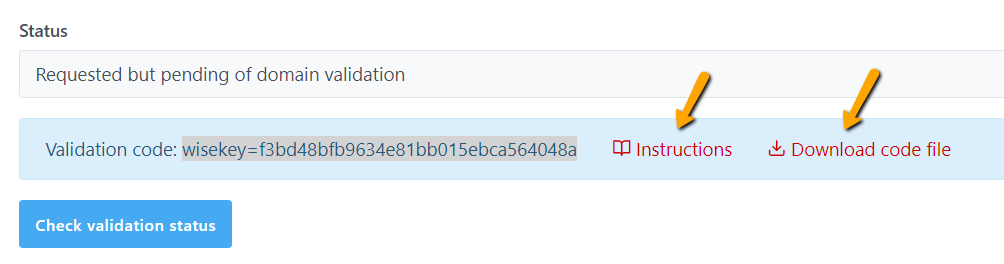 Status
Requested but pending of domain validation
Validation code: wisekey=f3bd48bfb9634e81bb015ebca564048a Instructions Download code file
Check validation status